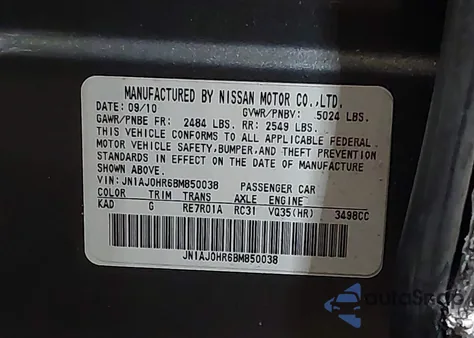 MANUFACTURED BY NISSAN MOTOR CO.,LTD.
DATE: 09/10 GVWR/PNBV: 5024 LBS.
GAWR/PNBE FR: 2484 LBS. RR: 2549 LBS.
THIS VEHICLE CONFORMS TO ALL APPLICABLE FEDERAL
MOTOR VEHICLE SAFETY, BUMPER, AND THEFT PREVENTION
STANDARDS IN EFFECT ON THE DATE OF MANUFACTURE
SHOWN ABOVE.
VIN: JN1AJ0HR6BM850038 PASSENGER CAR
COLOR TRIM TRANS AXLE ENGINE
KAD G RE7R01A RC31 VQ35(HR) 3498CC
JN1AJ0HR6BM850038